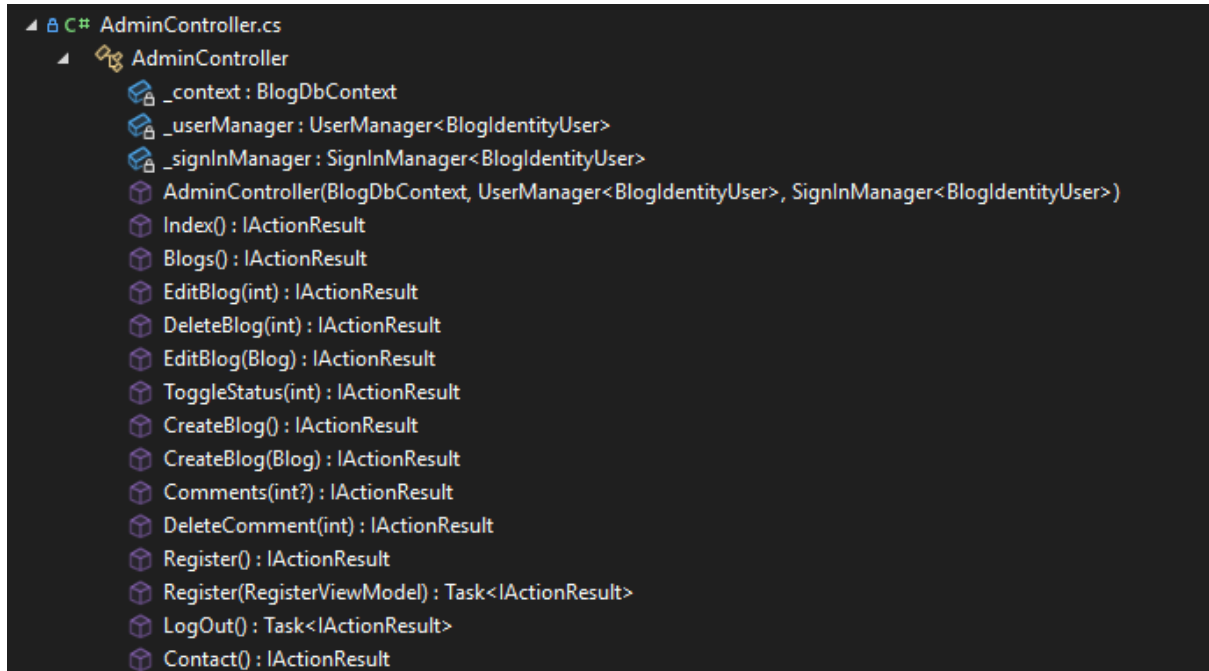 C# AdminController.cs
AdminController
_context : BlogDbContext
_userManager : UserManager<BlogIdentityUser>
_signInManager : SignInManager<BlogIdentityUser>
AdminController(BlogDbContext, UserManager<BlogIdentityUser>, SignInManager<BlogIdentityUser>)
Index() : IActionResult
Blogs() : IActionResult
EditBlog(int) : IActionResult
DeleteBlog(int) : IActionResult
EditBlog(Blog) : IActionResult
ToggleStatus(int) : IActionResult
CreateBlog() : IActionResult
CreateBlog(Blog) : IActionResult
Comments(int?) : IActionResult
DeleteComment(int) : IActionResult
Register() : IActionResult
Register(RegisterViewModel) : Task<IActionResult>
LogOut() : Task<IActionResult>
Contact() : IActionResult